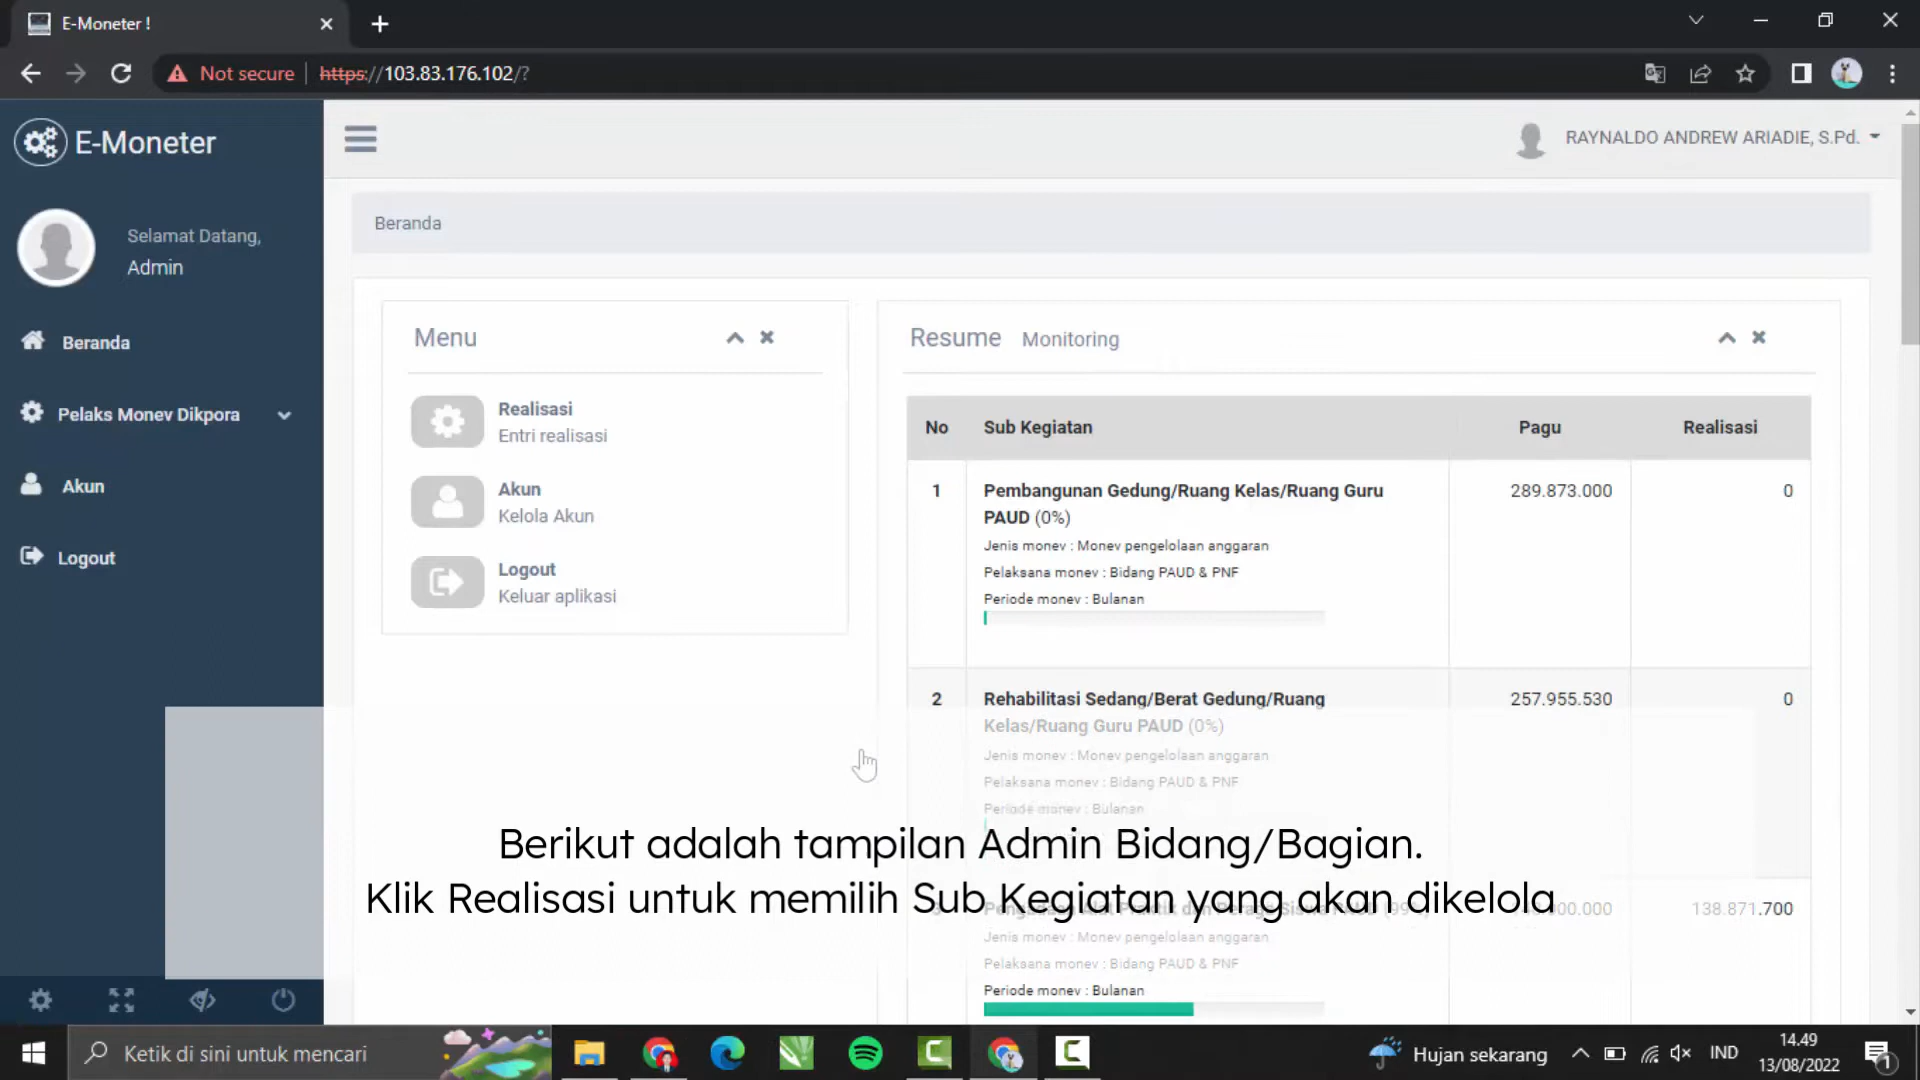 E-Moneter !
Not secure https://103.83.176.102/?
E-Moneter
RAYNALDO ANDREW ARIADIE, S.Pd.
Selamat Datang,
Admin
Beranda
Pelaks Monev Dikpora
Akun
Logout
Beranda
Menu
Realisasi
Entri realisasi
Akun
Kelola Akun
Logout
Keluar aplikasi
Resume Monitoring
No Sub Kegiatan Pagu Realisasi
1 Pembangunan Gedung/Ruang Kelas/Ruang Guru 289.873.000 0
PAUD (0%)
Jenis monev : Monev pengelolaan anggaran
Pelaksana monev : Bidang PAUD & PNF
Periode monev : Bulanan
2 Rehabilitasi Sedang/Berat Gedung/Ruang 257.955.530 0
Kelas/Ruang Guru PAUD (0%)
Jenis monev : Monev pengelolaan anggaran
Pelaksana monev : Bidang PAUD & PNF
Periode monev : Bulanan
138.871.700
Jenis monev : Monev pengelolaan anggaran
Pelaksana monev : Bidang PAUD & PNF
Periode monev : Bulanan
Berikut adalah tampilan Admin Bidang/Bagian.
Klik Realisasi untuk memilih Sub Kegiatan yang akan dikelola
Ketik di sini untuk mencari
Hujan sekarang
IND
14.49
13/08/2022
1